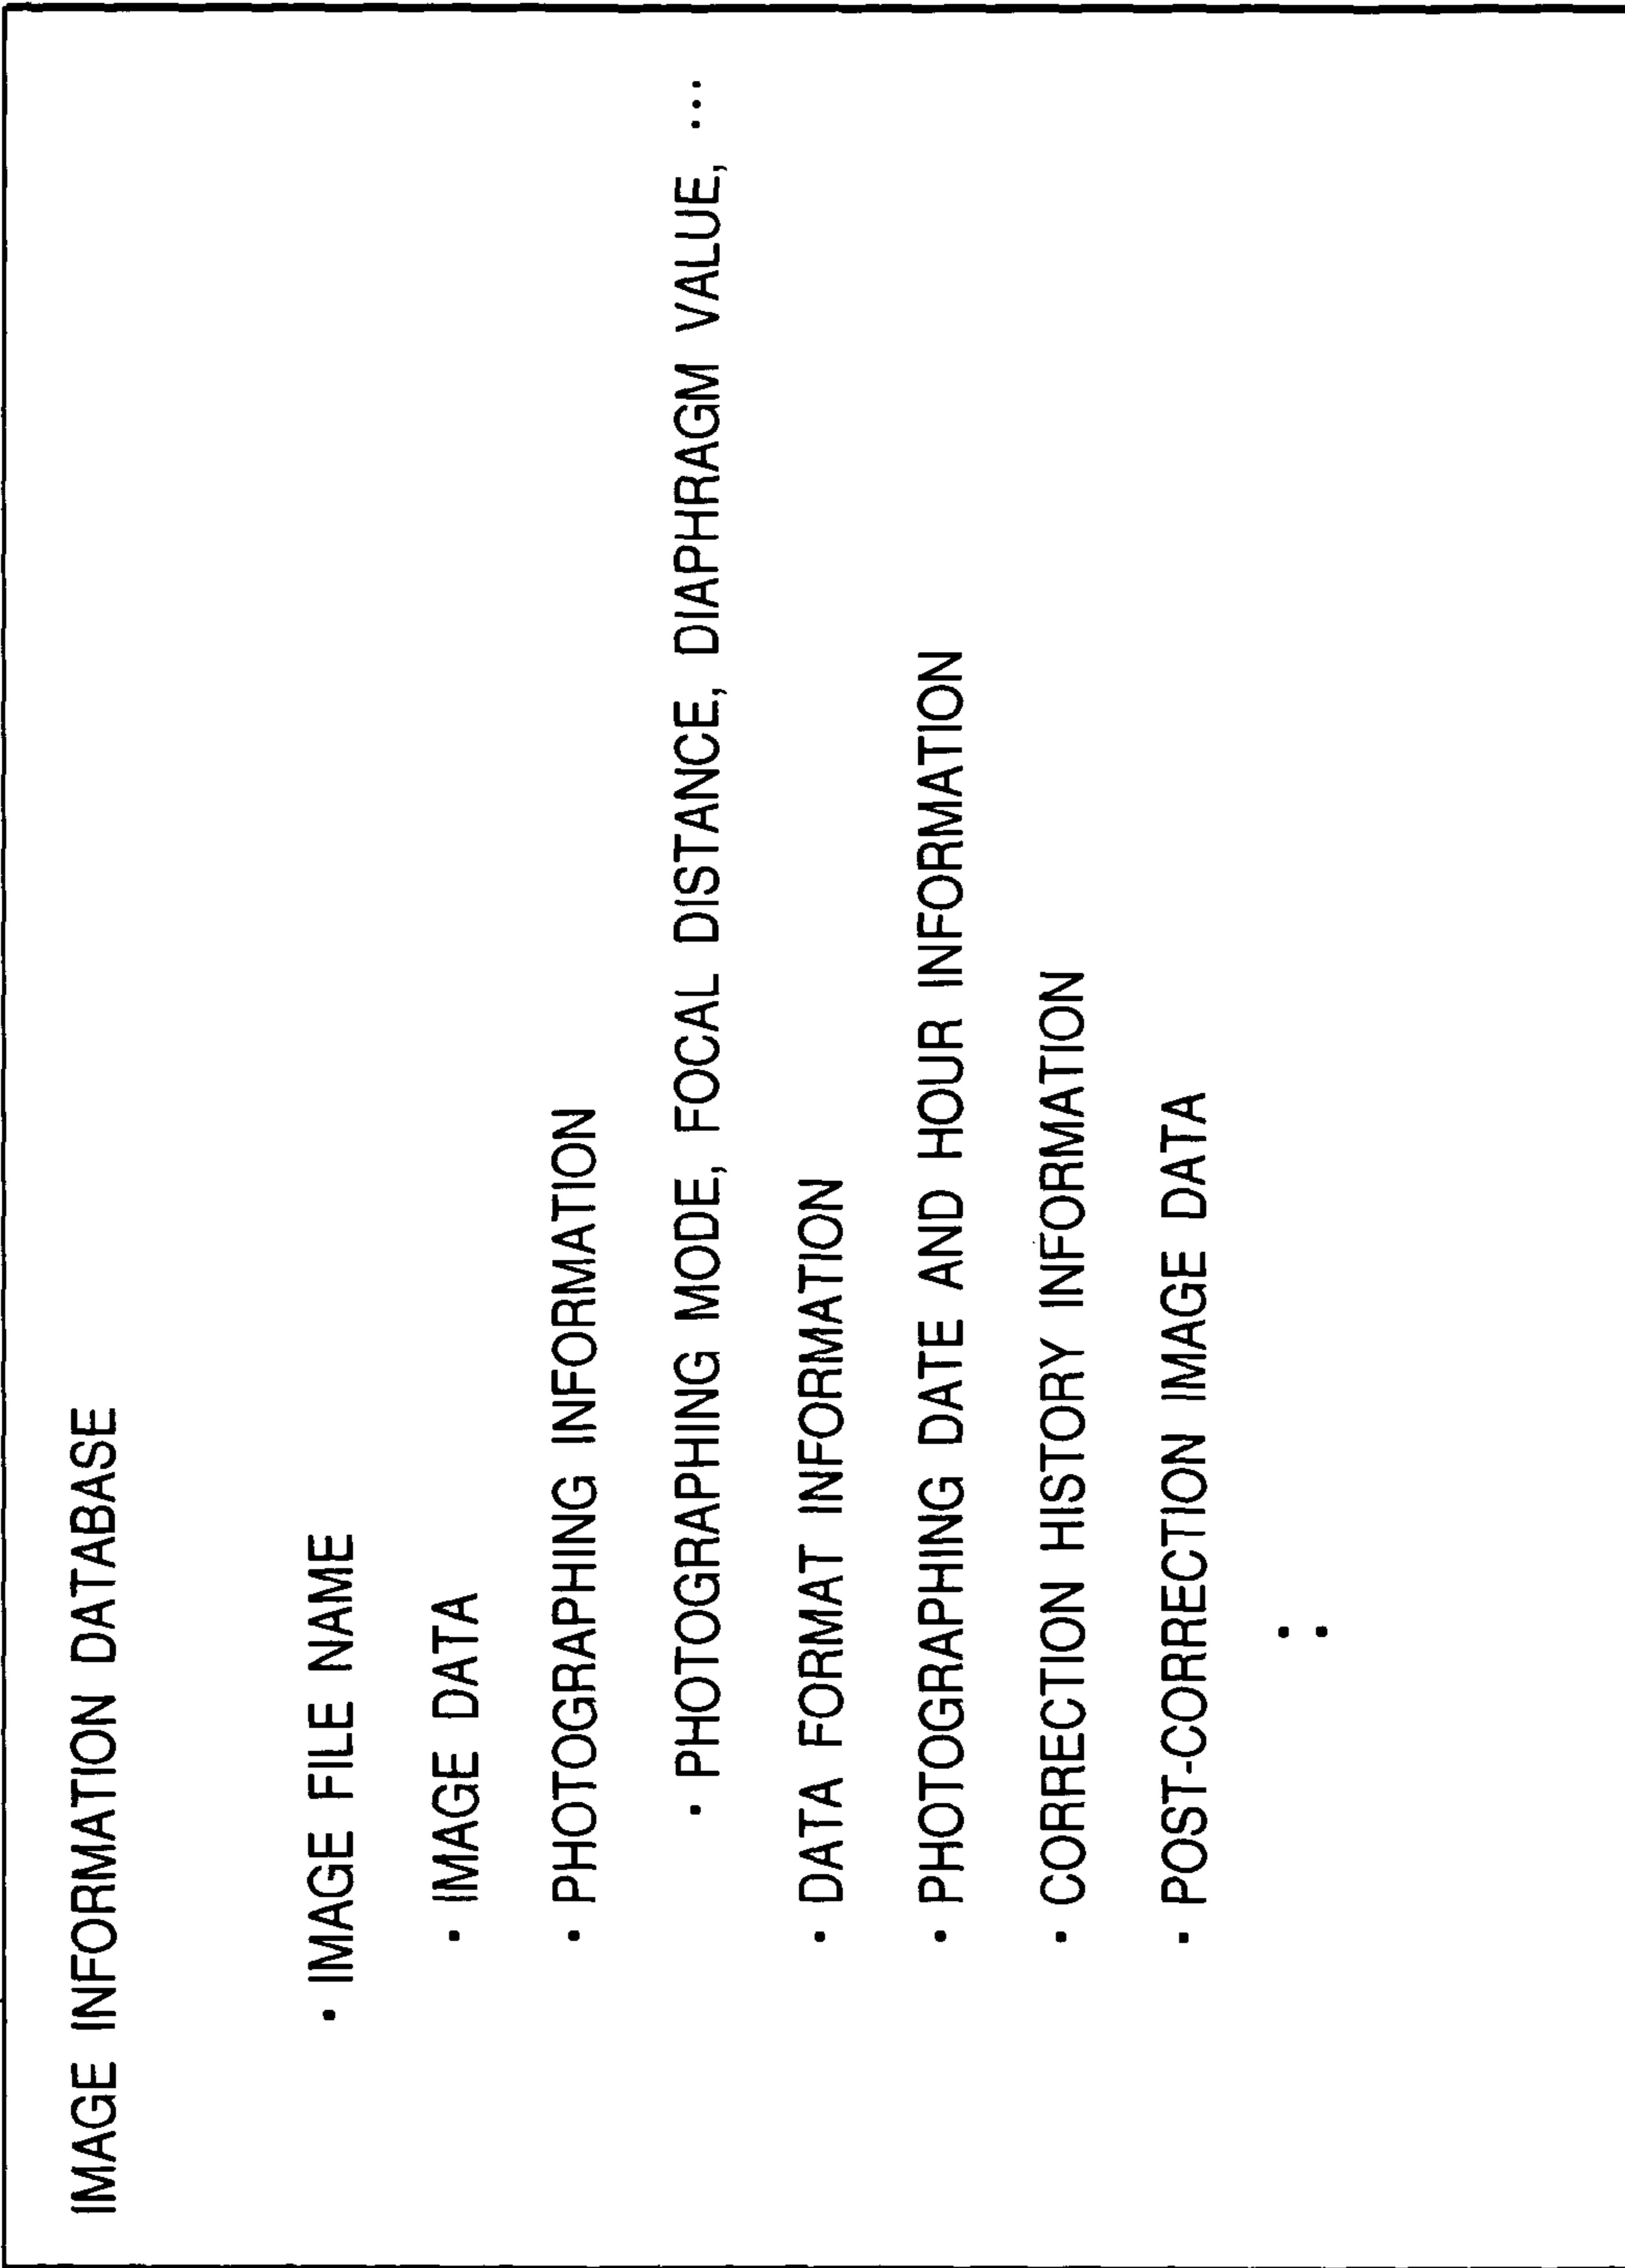 IMAGE INFORMATION DATABASE
· IMAGE FILE NAME
· IMAGE DATA
· PHOTOGRAPHING INFORMATION
· PHOTOGRAPHING MODE, FOCAL DISTANCE, DIAPHRAGM VALUE, ...
· DATA FORMAT INFORMATION
· PHOTOGRAPHING DATE AND HOUR INFORMATION
· CORRECTION HISTORY INFORMATION
· POST-CORRECTION IMAGE DATA
: